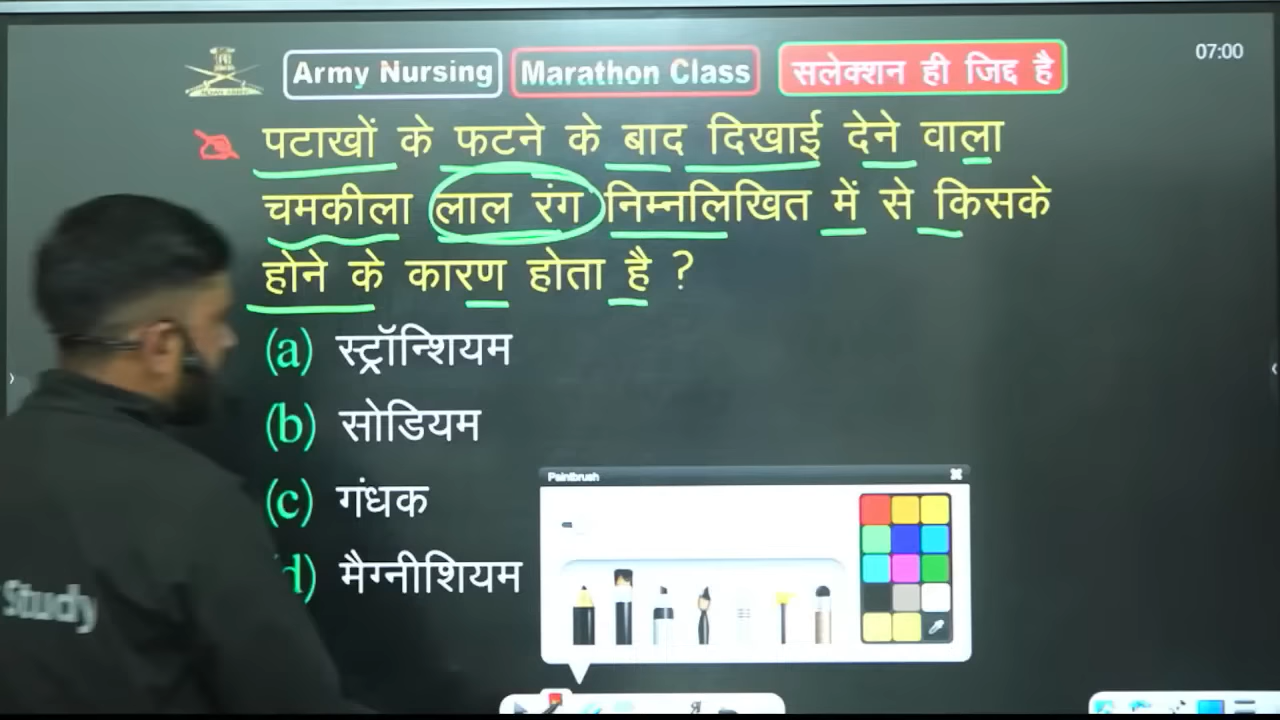 Army Nursing Marathon Class सलेक्शन ही जिद्द है 07:00
पटाखों के फटने के बाद दिखाई देने वाला
चमकीला लाल रंग निम्नलिखित में से किसके
होने के कारण होता है ?
(a) स्ट्रॉन्शियम
(b) सोडियम
(c) गंधक
d) मैग्नीशियम
Paintbrush
Study